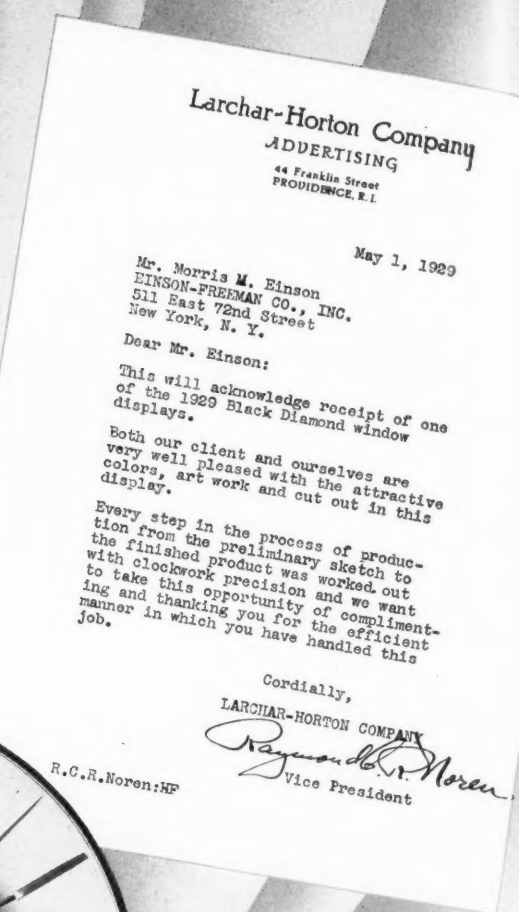 Larchar-Horton Company
ADVERTISING
44 Franklin Street
PROVIDENCE, R. I.
May 1, 1929
Mr. Morris M. Einson
EINSON-FREEMAN CO., INC.
511 East 72nd Street
New York, N. Y.
Dear Mr. Einson:
This will acknowledge receipt of one
of the 1929 Black Diamond window
displays.
Both our client and ourselves are
very well pleased with the attractive
colors, art work and cut out in this
display.
Every step in the process of produc-
tion from the preliminary sketch to
the finished product was worked out
with clockwork precision and we want
to take this opportunity of compliment-
ing and thanking you for the efficient
manner in which you have handled this
job.
Cordially,
LARCHAR-HORTON COMPANY
Raymond C. R. Noren.
Vice President
R.C.R.Noren:HF